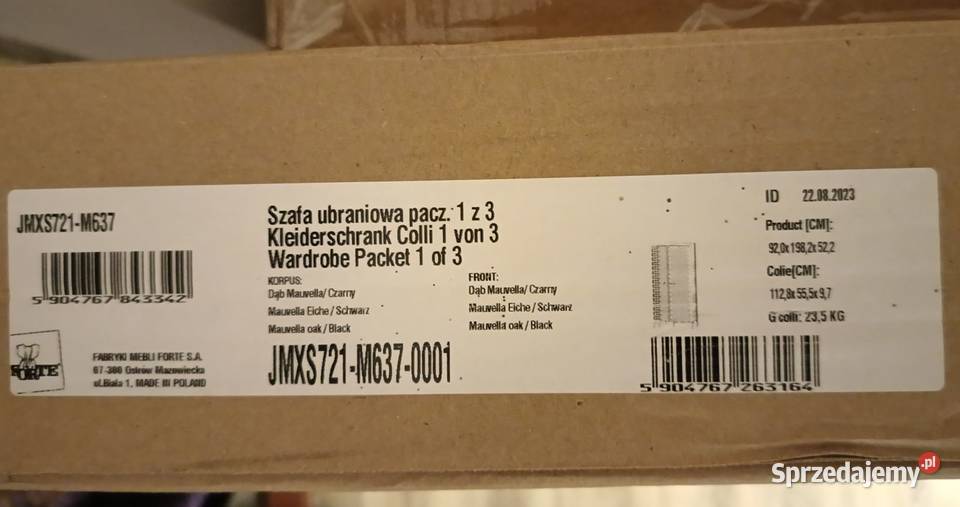 JMXS721-M637
5 904767 843342
FORTE
FABRYKI MEBLI FORTE S.A.
07-300 Ostrów Mazowiecka
ul.Biała 1, MADE IN POLAND
Szafa ubraniowa pacz. 1 z 3
Kleiderschrank Colli 1 von 3
Wardrobe Packet 1 of 3
KORPUS:
Dąb Mauvella/ Czarny
Mauvella Eiche / Schwarz
Mauvella oak / Black
FRONT:
Dąb Mauvella/ Czarny
Mauvella Eiche / Schwarz
Mauvella oak / Black
JMXS721-M637-0001
ID 22.08.2023
Product [CM]:
92,0x198,2x52,2
Colie[CM]:
112,8x55,5x9,7
G colli: 23,5 KG
5 904767 263164
Sprzedajemy.pl